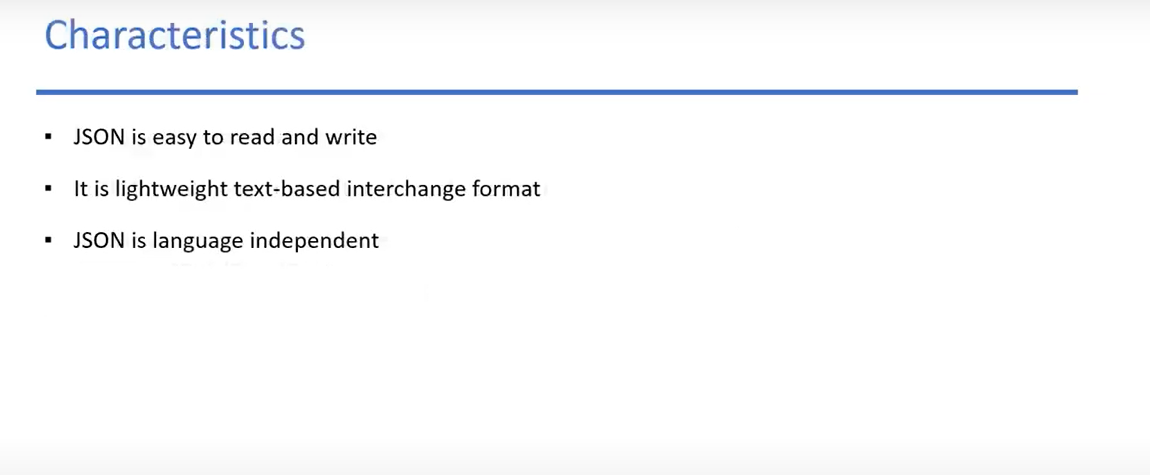 Characteristics
▪ JSON is easy to read and write
▪ It is lightweight text-based interchange format
▪ JSON is language independent